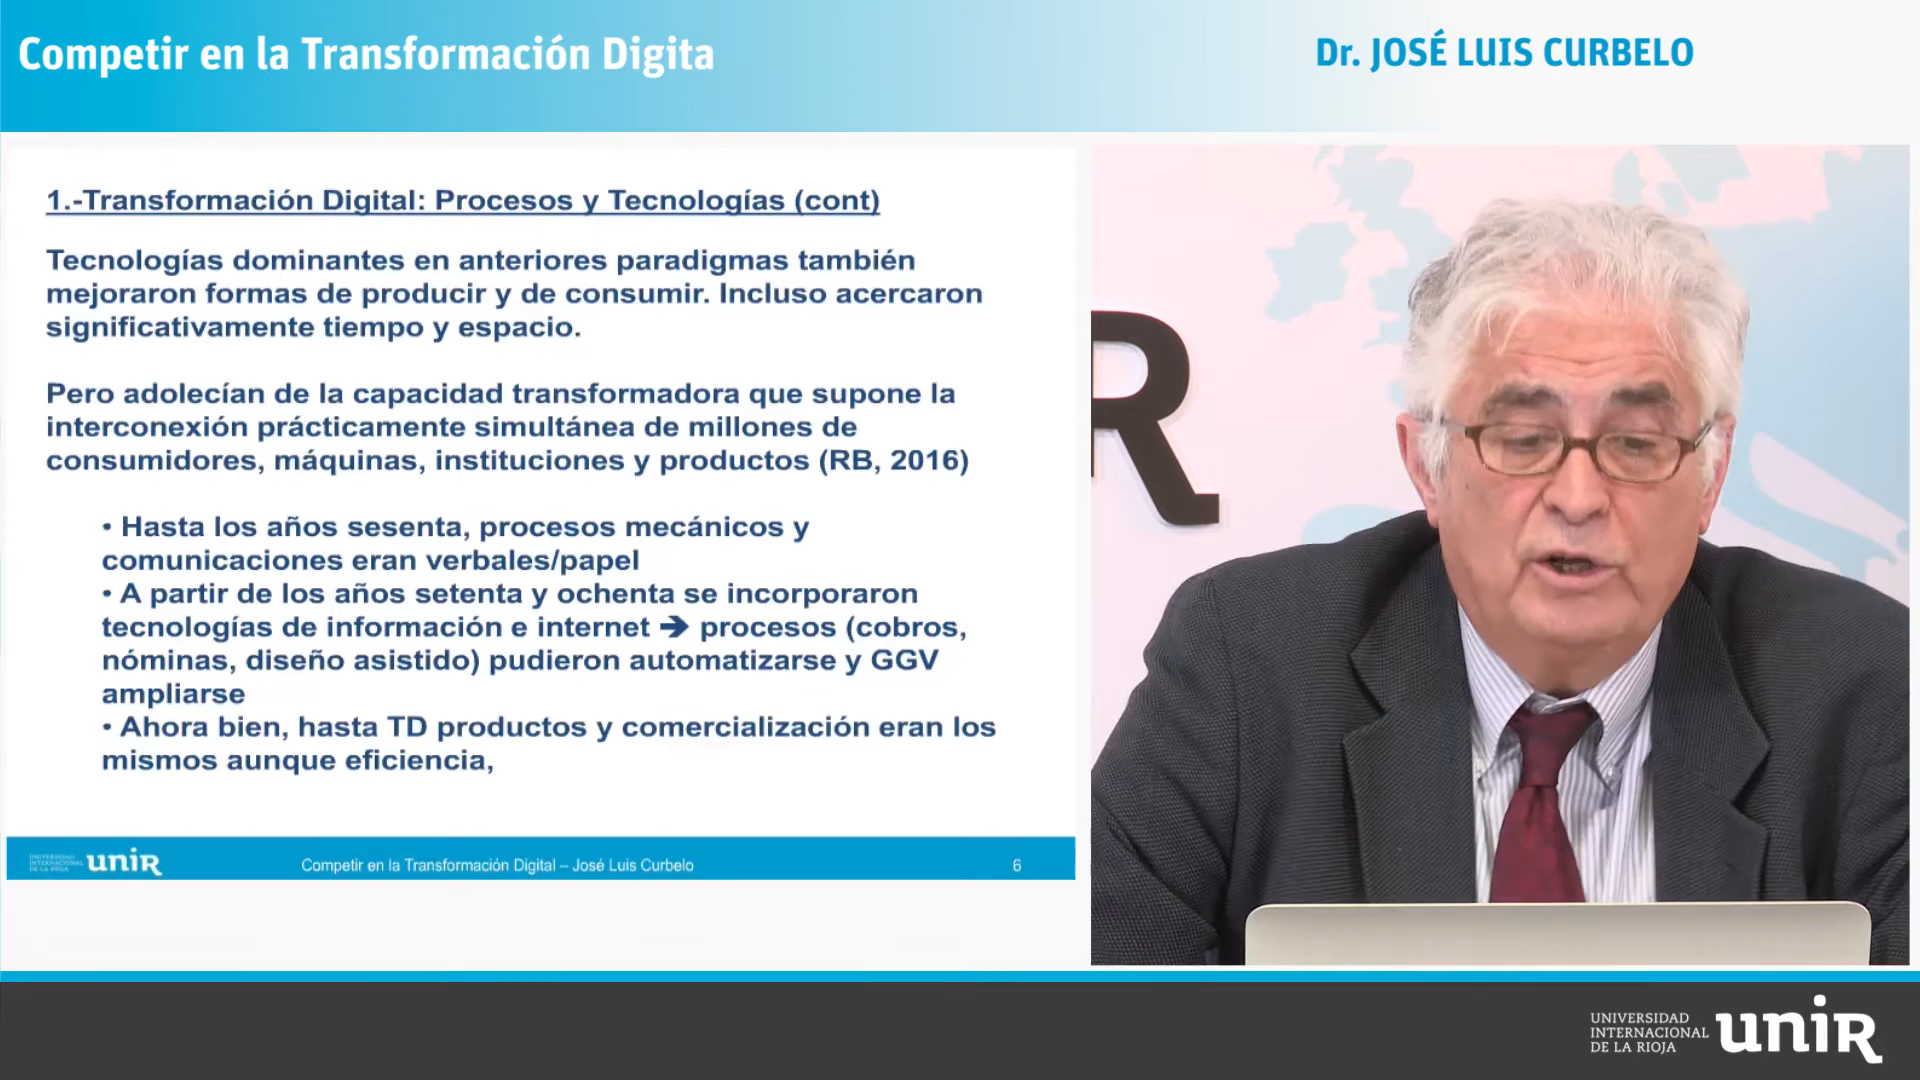 Competir en la Transformación Digita
Dr. JOSÉ LUIS CURBELO
1.-Transformación Digital: Procesos y Tecnologías (cont)
Tecnologías dominantes en anteriores paradigmas también
mejoraron formas de producir y de consumir. Incluso acercaron
significativamente tiempo y espacio.
Pero adolecían de la capacidad transformadora que supone la
interconexión prácticamente simultánea de millones de
consumidores, máquinas, instituciones y productos (RB, 2016)
• Hasta los años sesenta, procesos mecánicos y
comunicaciones eran verbales/papel
• A partir de los años setenta y ochenta se incorporaron
tecnologías de información e internet ➔ procesos (cobros,
nóminas, diseño asistido) pudieron automatizarse y GGV
ampliarse
• Ahora bien, hasta TD productos y comercialización eran los
mismos aunque eficiencia,
UNIVERSIDAD
INTERNACIONAL
DE LA RIOJA
unir
Competir en la Transformación Digital – José Luis Curbelo
6
R
UNIVERSIDAD
INTERNACIONAL
DE LA RIOJA
unir